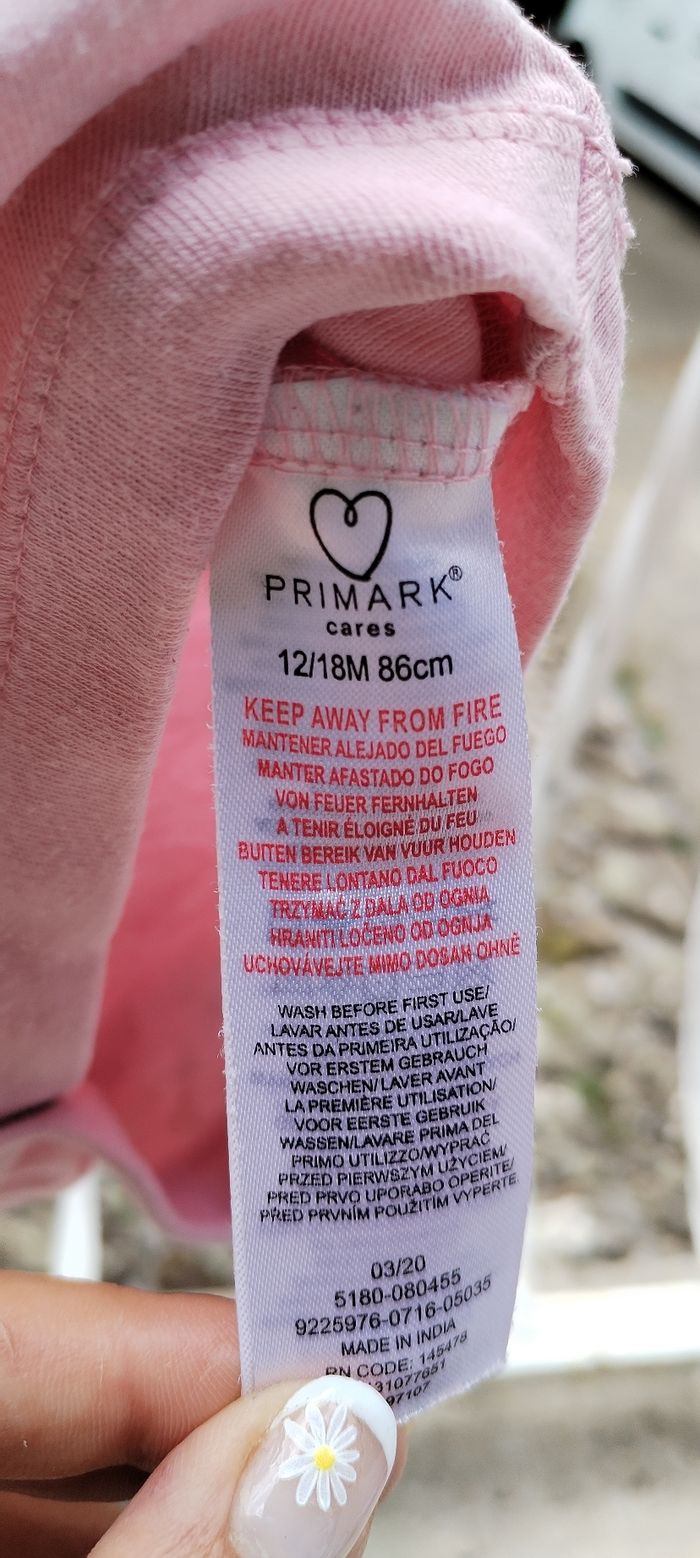 PRIMARK®
cares
12/18M 86cm
KEEP AWAY FROM FIRE
MANTENER ALEJADO DEL FUEGO
MANTER AFASTADO DO FOGO
VON FEUER FERNHALTEN
A TENIR ÉLOIGNÉ DU FEU
BUITEN BEREIK VAN VUUR HOUDEN
TENERE LONTANO DAL FUOCO
TRZYMAĆ Z DALA OD OGNIA
HRANITI LOČENO OD OGNJA
UCHOVÁVEJTE MIMO DOSAH OHNĚ
WASH BEFORE FIRST USE/
LAVAR ANTES DE USAR/LAVE
ANTES DA PRIMEIRA UTILIZAÇÃO/
VOR ERSTEM GEBRAUCH
WASCHEN/LAVER AVANT
LA PREMIÈRE UTILISATION/
VOOR EERSTE GEBRUIK
WASSEN/LAVARE PRIMA DEL
PRIMO UTILIZZO/WYPRAĆ
PRZED PIERWSZYM UŻYCIEM/
PRED PRVO UPORABO OPERITE/
PŘED PRVNÍM POUŽITÍM VYPERTE
03/20
5180-080455
9225976-0716-05035
MADE IN INDIA
RN CODE: 145478
31077651
97107